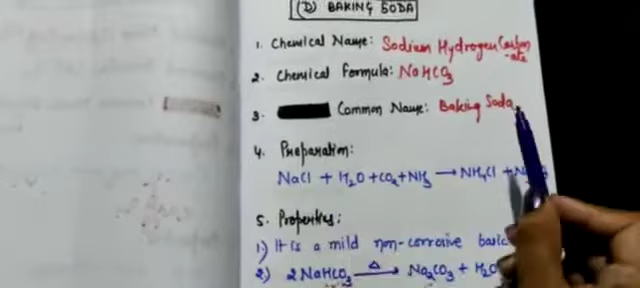 (D) BAKING SODA
1. Chemical Name: Sodium Hydrogen Carbon
-ate
2. Chemical Formula: NaHCO3
3. Common Name: Baking Soda
4. Preparation:
NaCl + H2O + CO2 + NH3 → NH4Cl +
5. Properties:
1) It is a mild non-corrosive basic
2) 2NaHCO3 △→ Na2CO3 + H2O